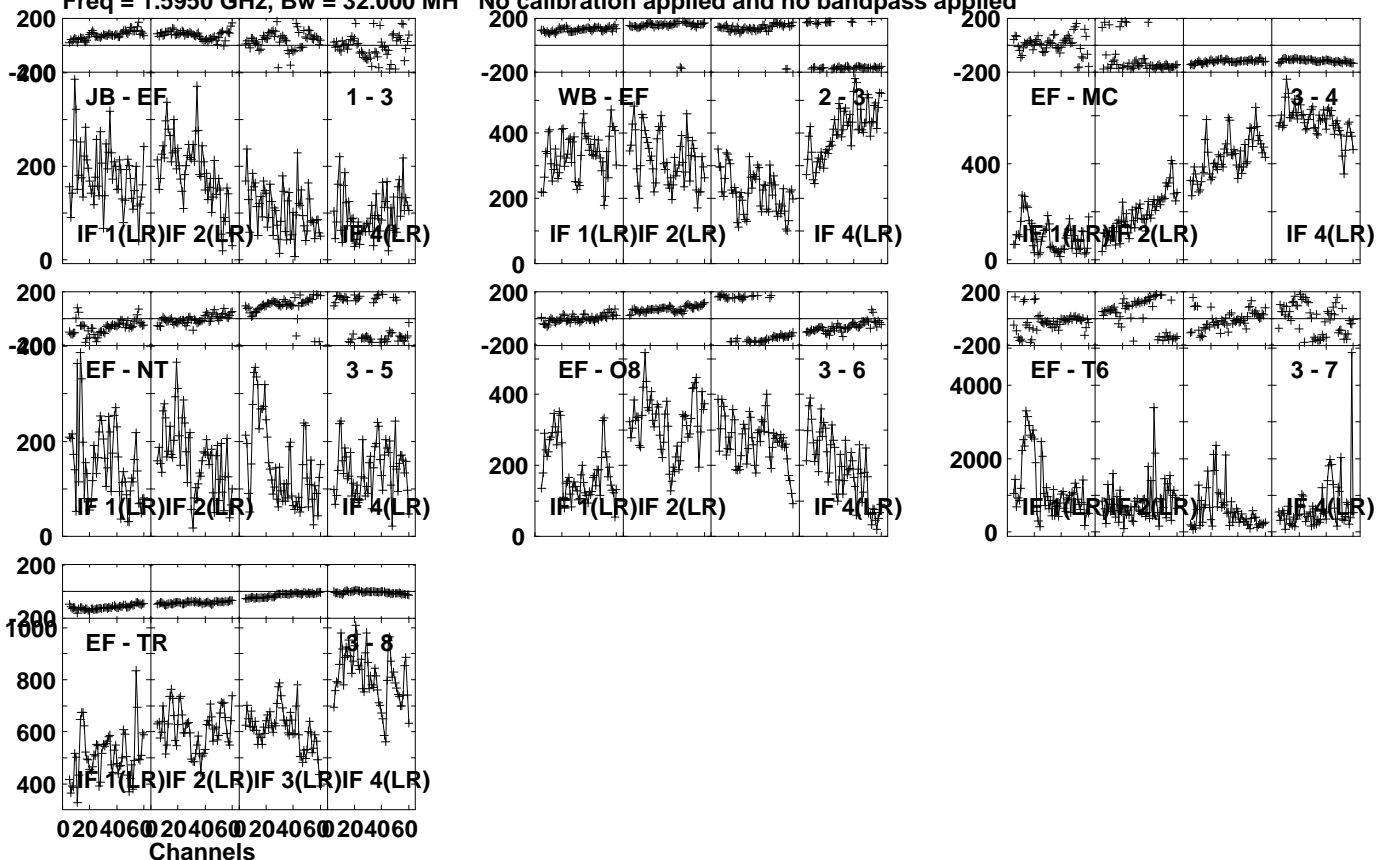 Freq = 1.5950 GHz, Bw = 32.000 MH No calibration applied and no bandpass applied
200
-200
400
JB - EF 1 - 3
200
0
IF 1(LR) IF 2(LR) IF 4(LR)
200
-200
WB - EF 2 - 3
400
200
0
IF 1(LR) IF 2(LR) IF 4(LR)
200
-200
EF - MC 3 - 4
400
0
IF 1(LR) IF 2(LR) IF 4(LR)
200
-200
400
EF - NT 3 - 5
200
0
IF 1(LR) IF 2(LR) IF 4(LR)
200
-200
EF - O8 3 - 6
400
200
0
IF 1(LR) IF 2(LR) IF 4(LR)
200
-200
EF - T6 3 - 7
4000
2000
0
IF 1(LR) IF 2(LR) IF 4(LR)
200
-200
1000
EF - TR 3 - 8
800
600
400
IF 1(LR) IF 2(LR) IF 3(LR) IF 4(LR)
0 20 40 60 0 20 40 60 0 20 40 60 0 20 40 60
Channels